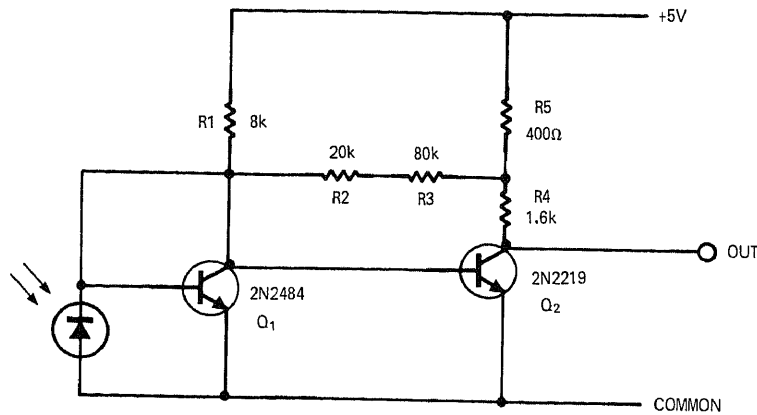 +5V
R1
8k
R5
400Ω
20k
80k
R2
R3
R4
1.6k
OUT
2N2484
Q1
2N2219
Q2
COMMON